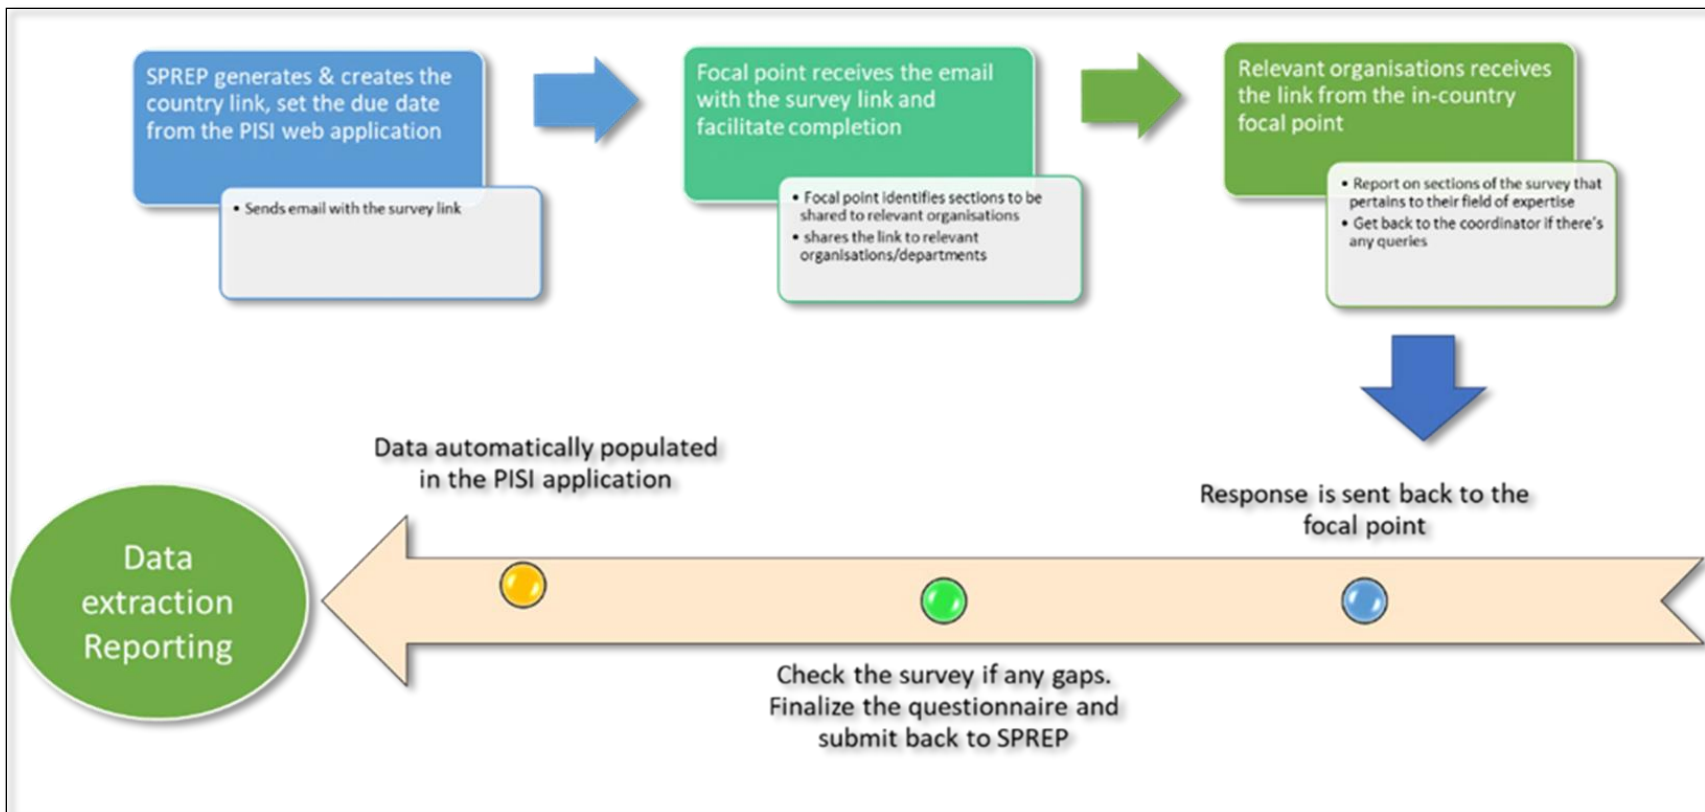 SPREP generates & creates the
country link, set the due date
from the PISI web application
• Sends email with the survey link
Focal point receives the email
with the survey link and
facilitate completion
• Focal point identifies sections to be
shared to relevant organisations
• shares the link to relevant
organisations/departments
Relevant organisations receives
the link from the in-country
focal point
• Report on sections of the survey that
pertains to their field of expertise
• Get back to the coordinator if there's
any queries
Response is sent back to the
focal point
Check the survey if any gaps.
Finalize the questionnaire and
submit back to SPREP
Data automatically populated
in the PISI application
Data
extraction
Reporting